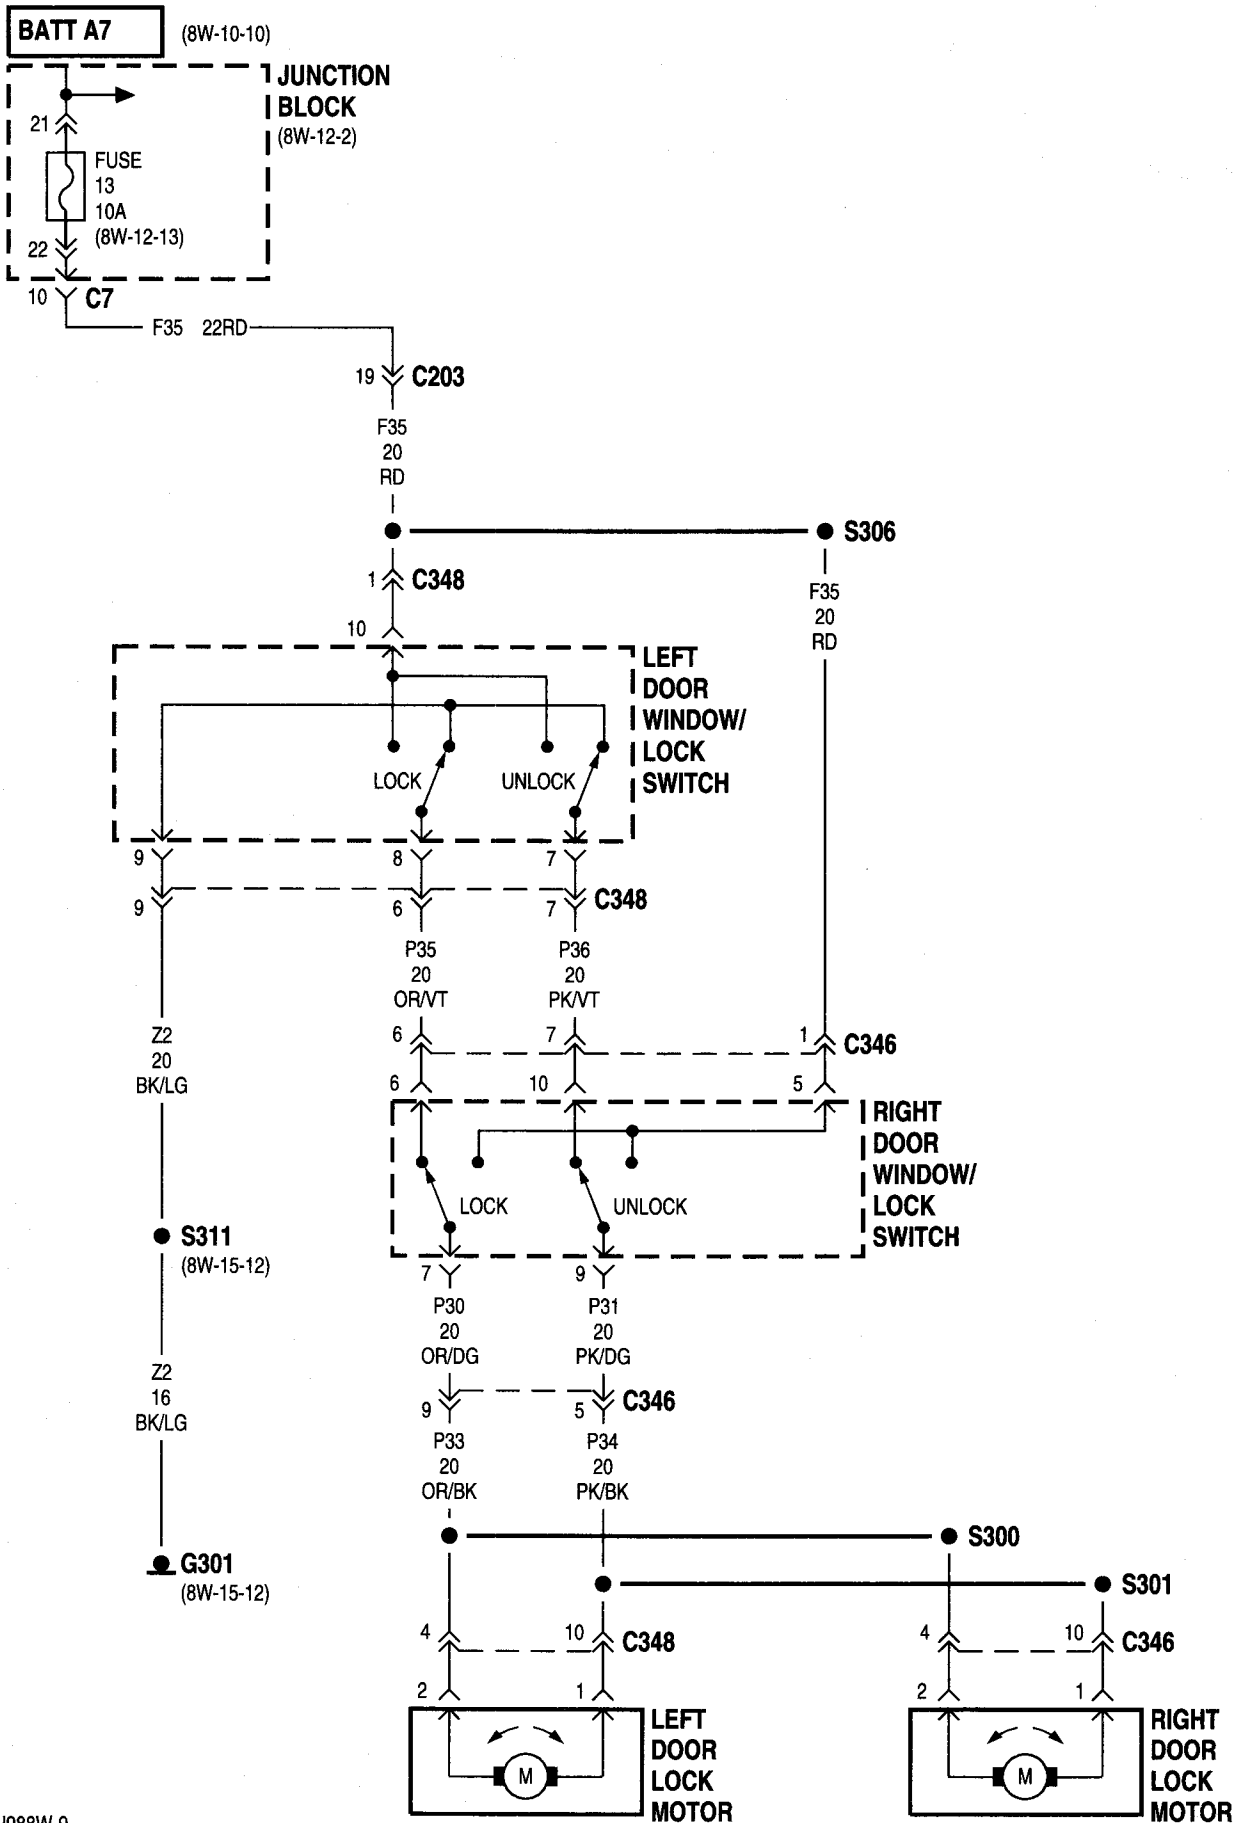 BATT A7 (8W-10-10)
JUNCTION
BLOCK
(8W-12-2)
21
FUSE
13
10A
(8W-12-13)
22
10 C7
F35 22RD
19 C203
F35
20
RD
S306
1 C348
F35
20
RD
10
LEFT
DOOR
WINDOW/
LOCK
SWITCH
LOCK UNLOCK
9 8 7
9 6 7 C348
P35
20
OR/VT
P36
20
PK/VT
Z2
20
BK/LG
6 7 1 C346
6 10 5
RIGHT
DOOR
WINDOW/
LOCK
SWITCH
LOCK UNLOCK
S311
(8W-15-12)
7 9
P30
20
OR/DG
P31
20
PK/DG
Z2
16
BK/LG
9 5 C346
P33
20
OR/BK
P34
20
PK/BK
S300
G301
(8W-15-12)
S301
4 10 C348
4 10 C346
2 1
2 1
M
LEFT
DOOR
LOCK
MOTOR
M
RIGHT
DOOR
LOCK
MOTOR